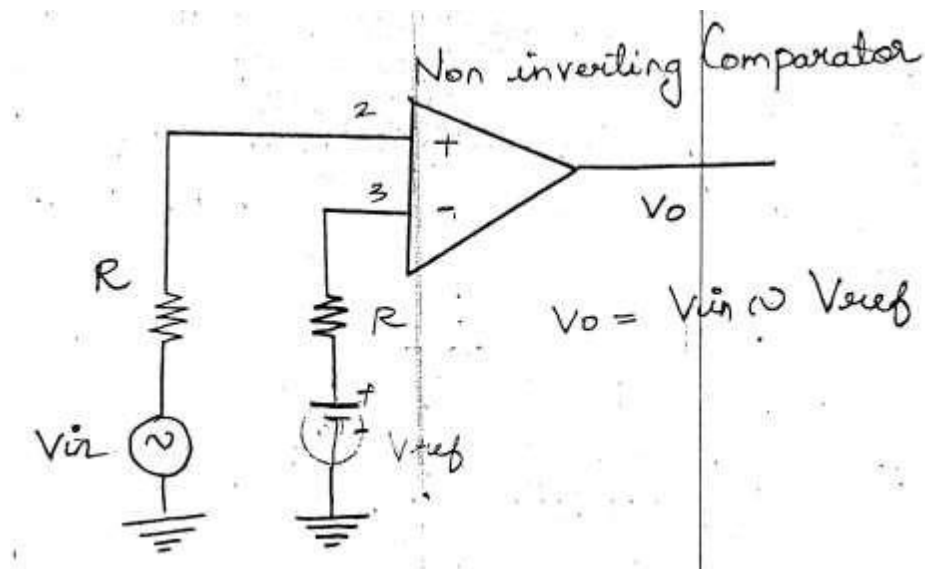 Non inverting Comparator
2
+
3
-
Vo
R
R
Vo = Vin ~ Vref
+
-
Vin
~
Vref